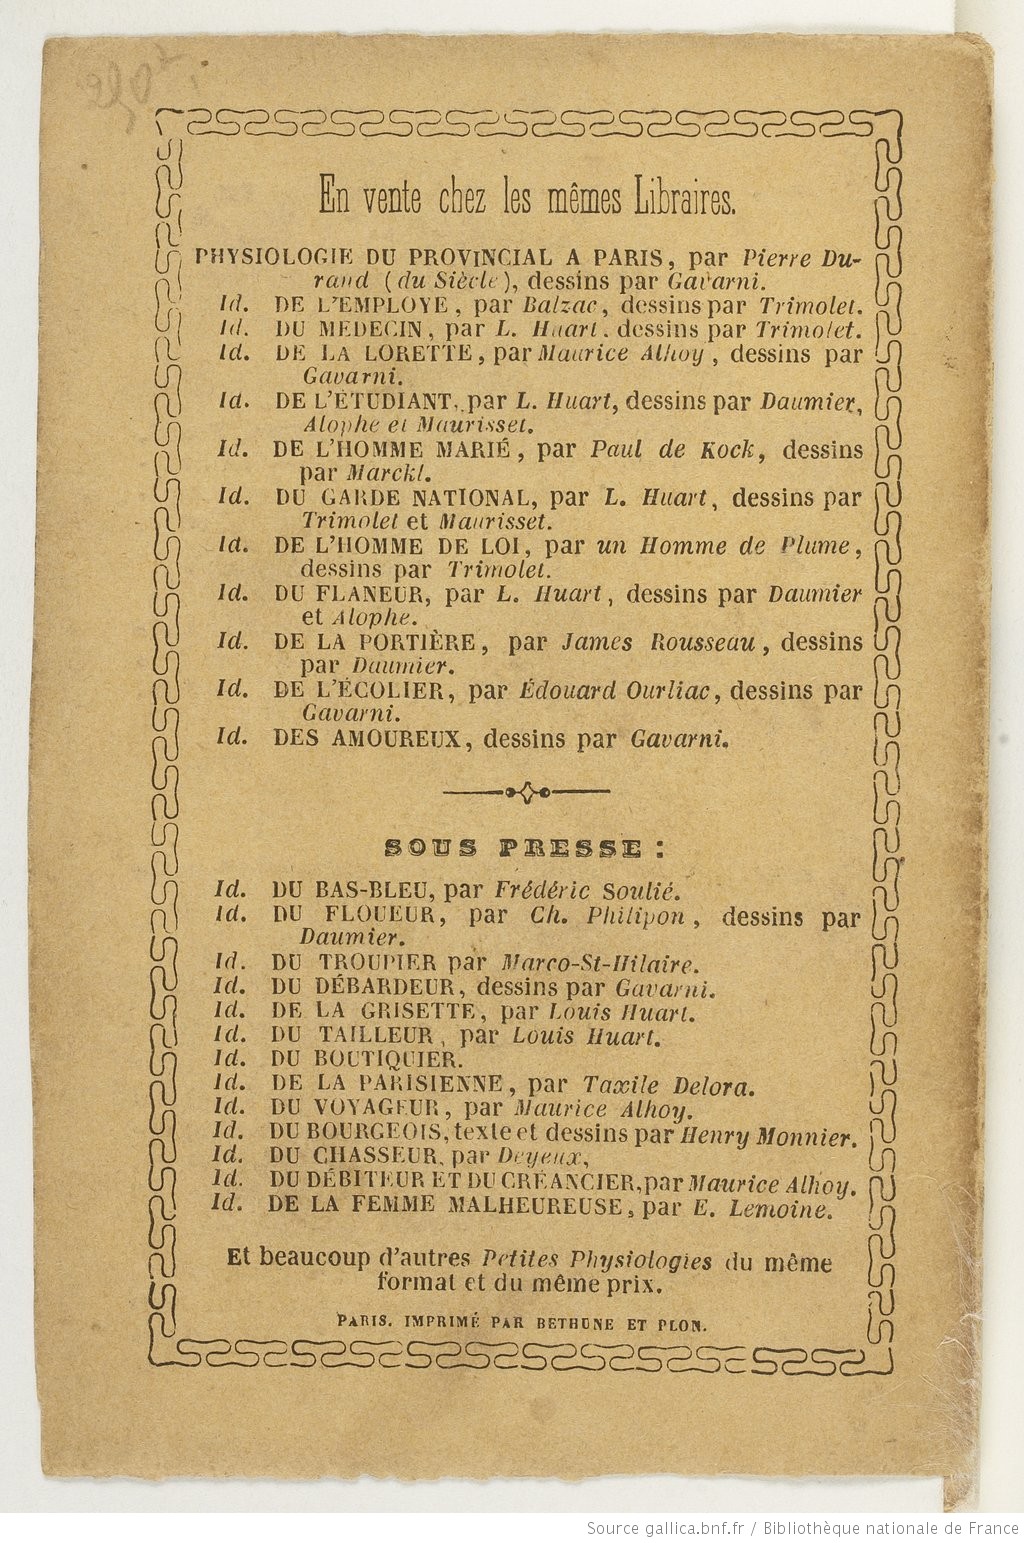 En vente chez les mêmes Libraires.
PHYSIOLOGIE DU PROVINCIAL A PARIS, par Pierre Du-
rand (du Siècle), dessins par Gavarni.
Id. DE L'EMPLOYE, par Balzac, dessins par Trimolet.
Id. DU MEDECIN, par L. Huart. dessins par Trimolet.
Id. DE LA LORETTE, par Maurice Alhoy, dessins par
Gavarni.
Id. DE L'ÉTUDIANT, par L. Huart, dessins par Daumier,
Alophe et Maurisset.
Id. DE L'HOMME MARIÉ, par Paul de Kock, dessins
par Marckl.
Id. DU GARDE NATIONAL, par L. Huart, dessins par
Trimolet et Maurisset.
Id. DE L'HOMME DE LOI, par un Homme de Plume,
dessins par Trimolet.
Id. DU FLANEUR, par L. Huart, dessins par Daumier
et Alophe.
Id. DE LA PORTIÈRE, par James Rousseau, dessins
par Daumier.
Id. DE L'ÉCOLIER, par Édouard Ourliac, dessins par
Gavarni.
Id. DES AMOUREUX, dessins par Gavarni.
SOUS PRESSE:
Id. DU BAS-BLEU, par Frédéric Soulié.
Id. DU FLOUEUR, par Ch. Philipon, dessins par
Daumier.
Id. DU TROUPIER par Marco-St-Hilaire.
Id. DU DÉBARDEUR, dessins par Gavarni.
Id. DE LA GRISETTE, par Louis Huart.
Id. DU TAILLEUR, par Louis Huart.
Id. DU BOUTIQUIER.
Id. DE LA PARISIENNE, par Taxile Delora.
Id. DU VOYAGEUR, par Maurice Alhoy.
Id. DU BOURGEOIS, texte et dessins par Henry Monnier.
Id. DU CHASSEUR, par Deyeux,
Id. DU DÉBITEUR ET DU CRÉANCIER, par Maurice Alhoy.
Id. DE LA FEMME MALHEUREUSE, par E. Lemoine.
Et beaucoup d'autres Petites Physiologies du même
format et du même prix.
PARIS. IMPRIMÉ PAR BETHUNE ET PLON.
Source gallica.bnf.fr / Bibliothèque nationale de France